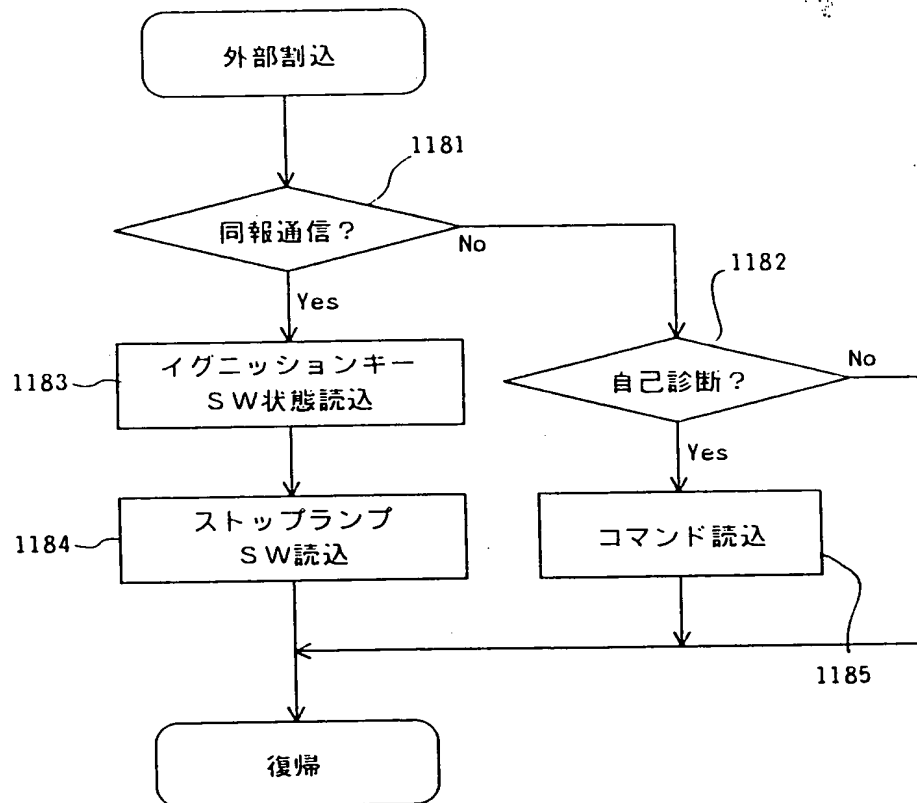 外部割込
1181
同報通信?
No
1182
Yes
No
1183
イグニッションキー
SW状態読込
自己診断?
Yes
1184
ストップランプ
SW読込
コマンド読込
1185
復帰